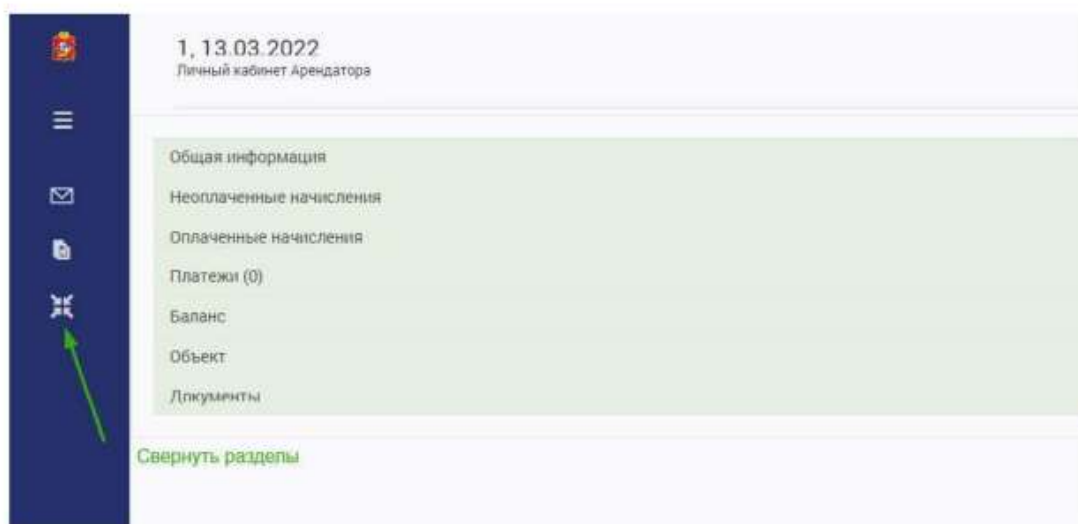 1, 13.03.2022
Личный кабинет Арендатора
Общая информация
Неоплаченные начисления
Оплаченные начисления
Платежи (0)
Баланс
Объект
Документы
Свернуть разделы